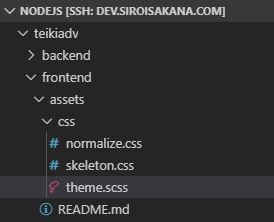 NODEJS [SSH: DEV.SIROISAKANA.COM]
teikiadv
backend
frontend
assets
css
normalize.css
skeleton.css
theme.scss
README.md